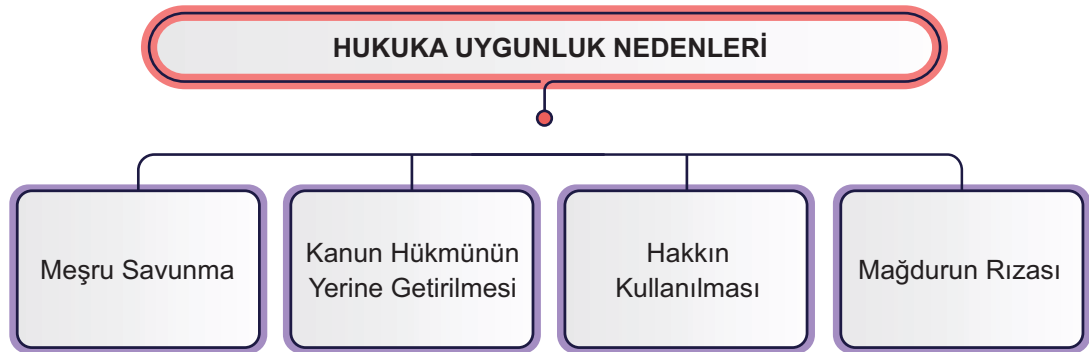 HUKUKA UYGUNLUK NEDENLERİ
Meşru Savunma
Kanun Hükmünün
Yerine Getirilmesi
Hakkın
Kullanılması
Mağdurun Rızası